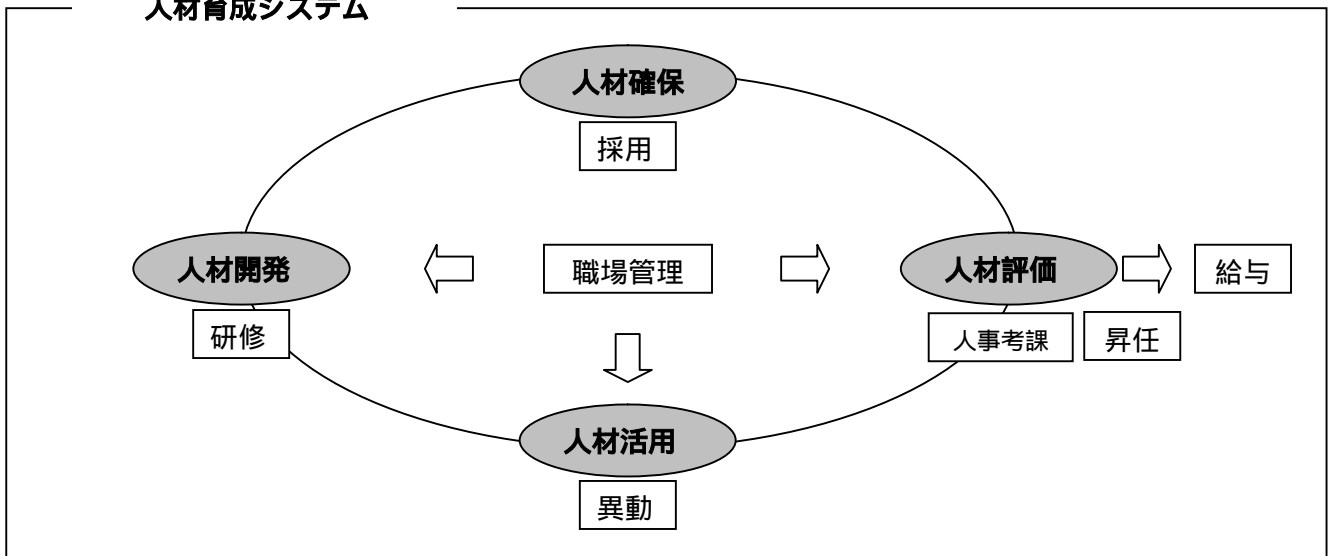 人材育成システム
人材確保
採用
人材開発
職場管理
人材評価
給与
研修
人事考課
昇任
人材活用
異動